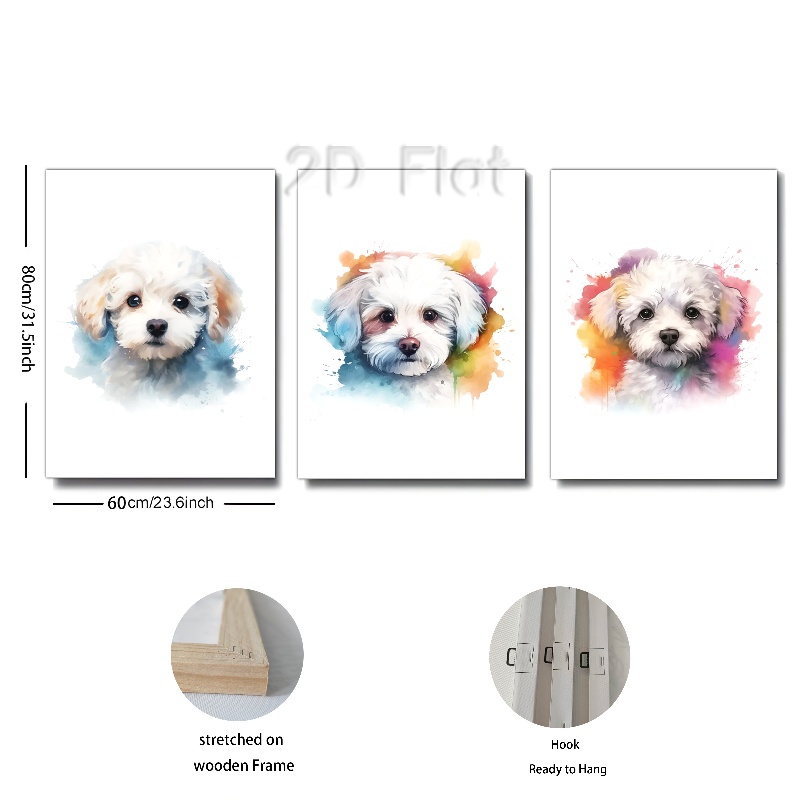 2D Flat
80cm/31.5inch
60cm/23.6inch
stretched on
wooden Frame
Hook
Ready to Hang